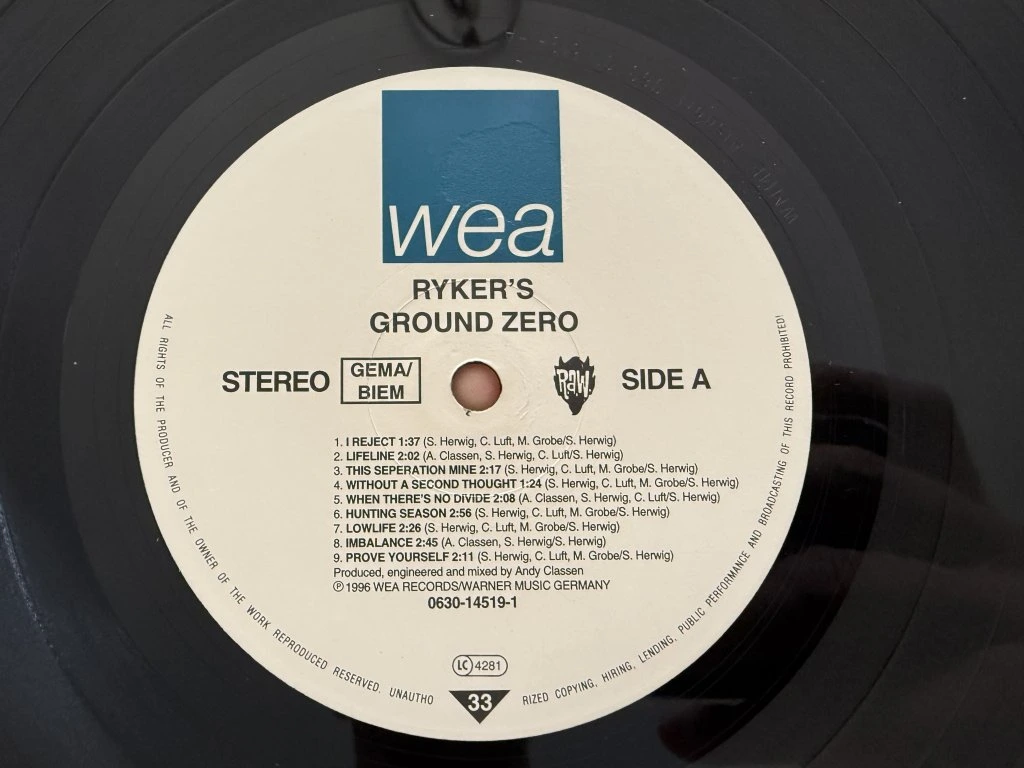 wea
RYKER'S
GROUND ZERO
STEREO
GEMA/
BIEM
RAW!
SIDE A
1. I REJECT 1:37 (S. Herwig, C. Luft, M. Grobe/S. Herwig)
2. LIFELINE 2:02 (A. Classen, S. Herwig, C. Luft/S. Herwig)
3. THIS SEPERATION MINE 2:17 (S. Herwig, C. Luft, M. Grobe/S. Herwig)
4. WITHOUT A SECOND THOUGHT 1:24 (S. Herwig, C. Luft, M. Grobe/S. Herwig)
5. WHEN THERE'S NO DIVIDE 2:08 (A. Classen, S. Herwig, C. Luft/S. Herwig)
6. HUNTING SEASON 2:56 (S. Herwig, C. Luft, M. Grobe/S. Herwig)
7. LOWLIFE 2:26 (S. Herwig, C. Luft, M. Grobe/S. Herwig)
8. IMBALANCE 2:45 (A. Classen, S. Herwig/S. Herwig)
9. PROVE YOURSELF 2:11 (S. Herwig, C. Luft, M. Grobe/S. Herwig)
Produced, engineered and mixed by Andy Classen
℗ 1996 WEA RECORDS/WARNER MUSIC GERMANY
0630-14519-1
LC 4281
33
ALL RIGHTS OF THE PRODUCER AND OF THE OWNER OF THE WORK REPRODUCED RESERVED. UNAUTHO
RIZED COPYING, HIRING, LENDING, PUBLIC PERFORMANCE AND BROADCASTING OF THIS RECORD PROHIBITED!